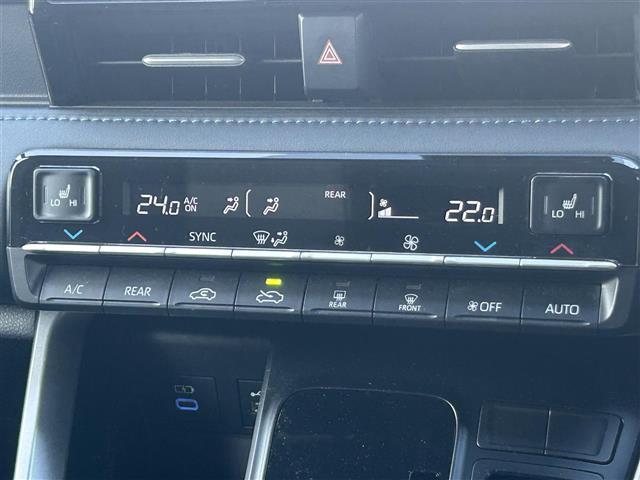 LO HI
24.0 A/C ON
REAR
22.0
LO HI
SYNC
A/C REAR REAR FRONT OFF AUTO